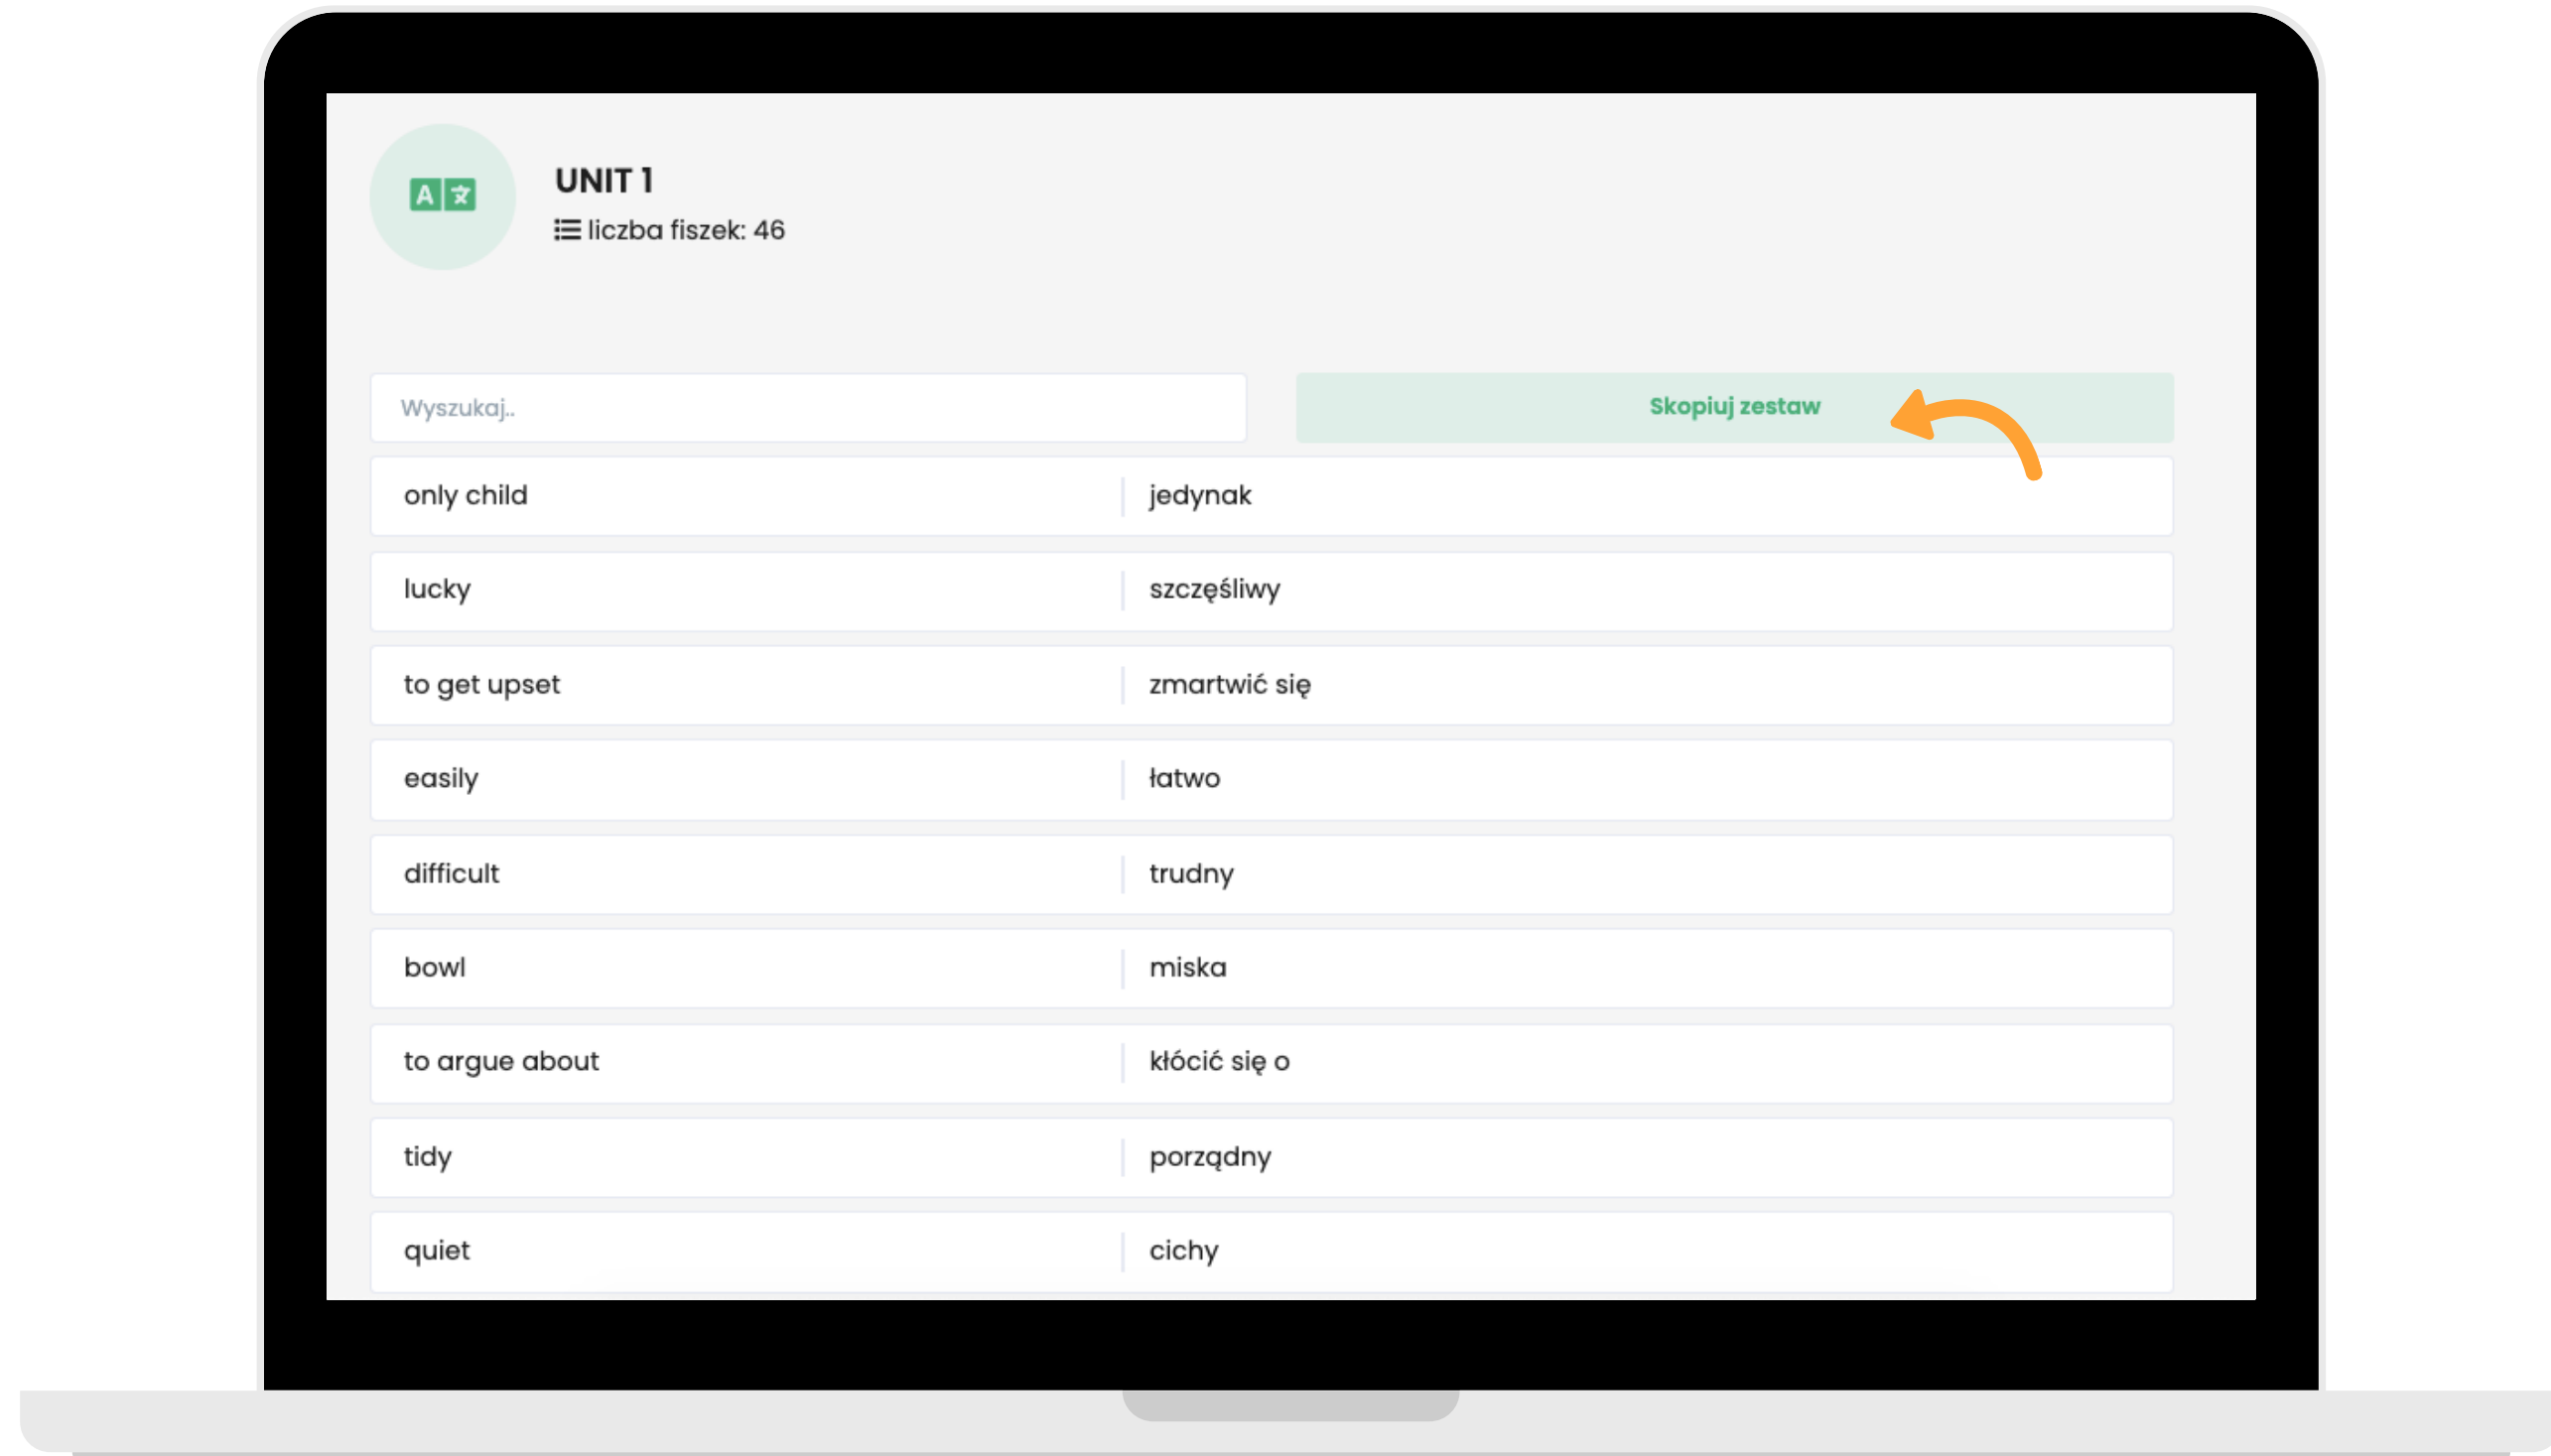 A 文
UNIT 1
liczba fiszek: 46
Wyszukaj..
Skopiuj zestaw
only child jedynak
lucky szczęśliwy
to get upset zmartwić się
easily łatwo
difficult trudny
bowl miska
to argue about kłócić się o
tidy porządny
quiet cichy